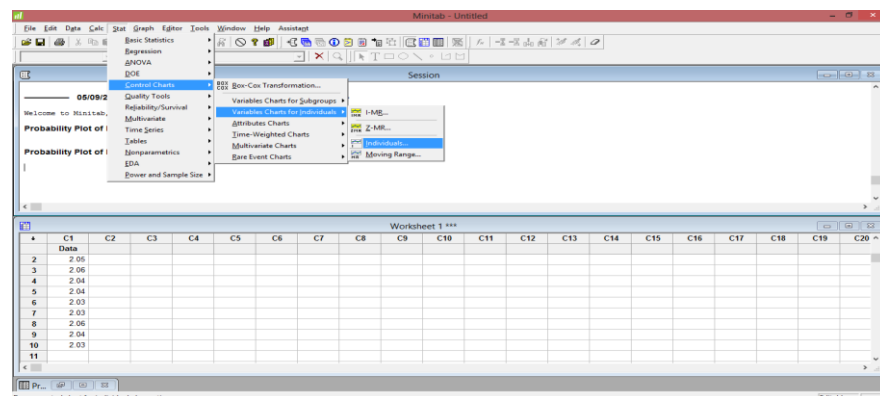 Minitab - Untitled
File Edit Data Calc Stat Graph Editor Tools Window Help Assistant
Basic Statistics
Regression
ANOVA
DOE
Control Charts
Quality Tools
Reliability/Survival
Multivariate
Time Series
Tables
Nonparametrics
EDA
Power and Sample Size
Box-Cox Transformation...
Variables Charts for Subgroups
Variables Charts for Individuals
Attributes Charts
Time-Weighted Charts
Multivariate Charts
Rare Event Charts
I-MR...
Z-MR...
Individuals...
Moving Range...
Session
05/09/2
Welcome to Minitab,
Probability Plot of
Probability Plot of
Worksheet 1 ***
C1 C2 C3 C4 C5 C6 C7 C8 C9 C10 C11 C12 C13 C14 C15 C16 C17 C18 C19 C20
Data
2 2.05
3 2.06
4 2.04
5 2.04
6 2.03
7 2.03
8 2.06
9 2.04
10 2.03
11
Pr...